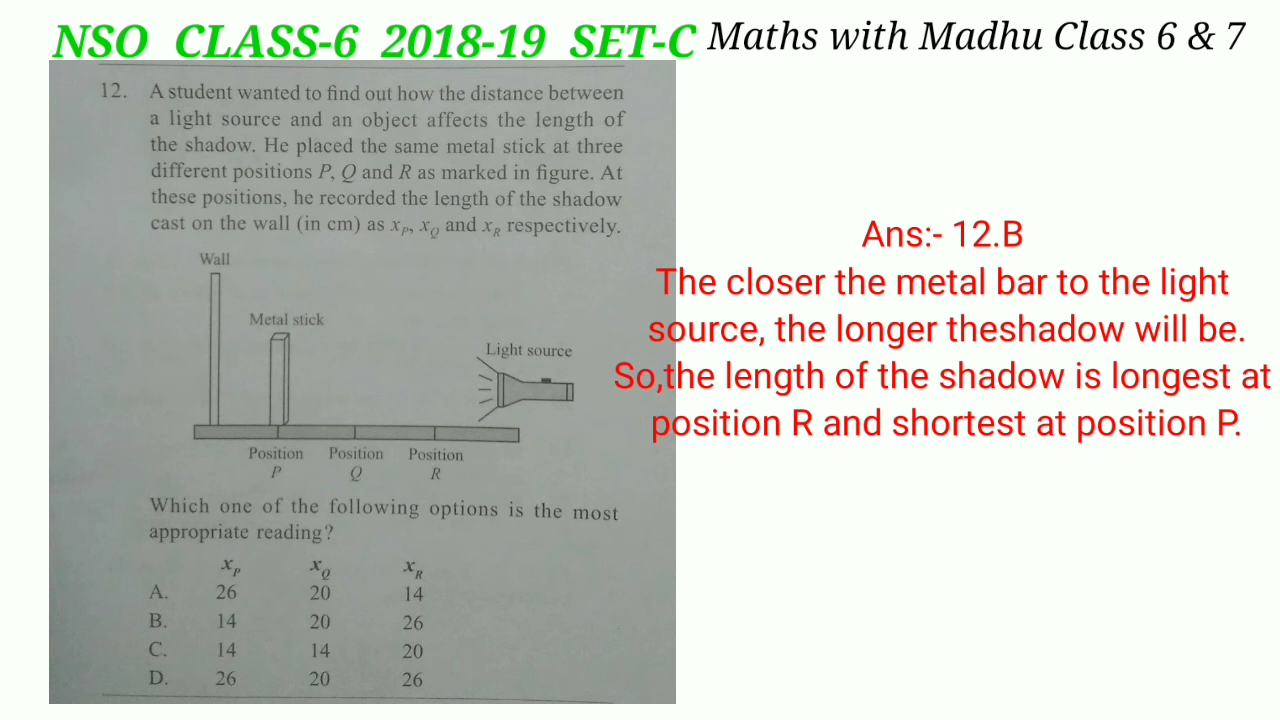 NSO CLASS-6 2018-19 SET-C
Maths with Madhu Class 6 & 7
12. A student wanted to find out how the distance between
a light source and an object affects the length of
the shadow. He placed the same metal stick at three
different positions P, Q and R as marked in figure. At
these positions, he recorded the length of the shadow
cast on the wall (in cm) as xP, xQ and xR respectively.
Wall
Metal stick
Light source
Position Position Position
P Q R
Which one of the following options is the most
appropriate reading?
xP xQ xR
A. 26 20 14
B. 14 20 26
C. 14 14 20
D. 26 20 26
Ans:- 12.B
The closer the metal bar to the light
source, the longer theshadow will be.
So,the length of the shadow is longest at
position R and shortest at position P.